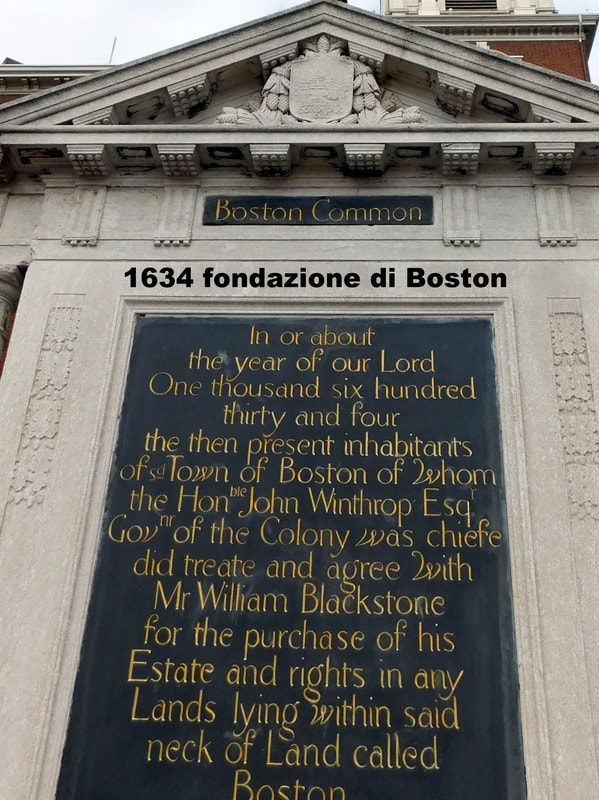 Boston Common
1634 fondazione di Boston
In or about
the year of our Lord
One thousand six hundred
thirty and four
the then present inhabitants
of sd Town of Boston of Whom
the Honble John Winthrop Esqr
Govnr of the Colony was chiefe
did treate and agree With
Mr William Blackstone
for the purchase of his
Estate and rights in any
Lands lying within said
neck of Land called
Boston